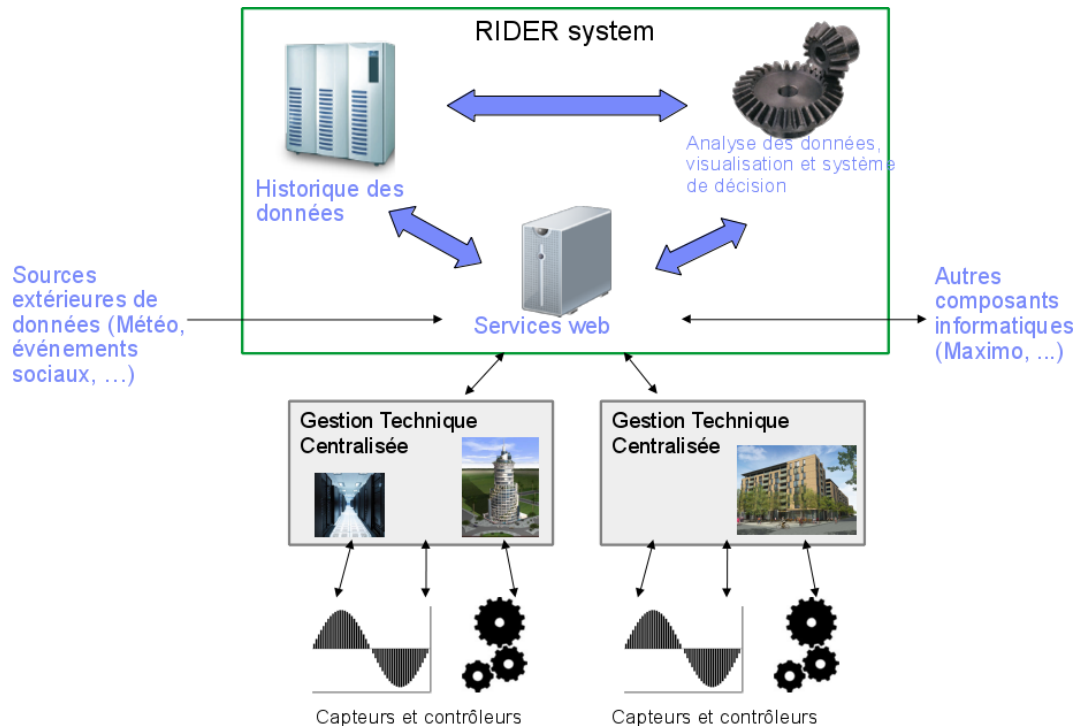 RIDER system
Analyse des données,
visualisation et système
de décision
Historique des
données
Services web
Sources
extérieures de
données (Météo,
événements
sociaux, …)
Autres
composants
informatiques
(Maximo, ...)
Gestion Technique
Centralisée
Gestion Technique
Centralisée
Capteurs et contrôleurs
Capteurs et contrôleurs